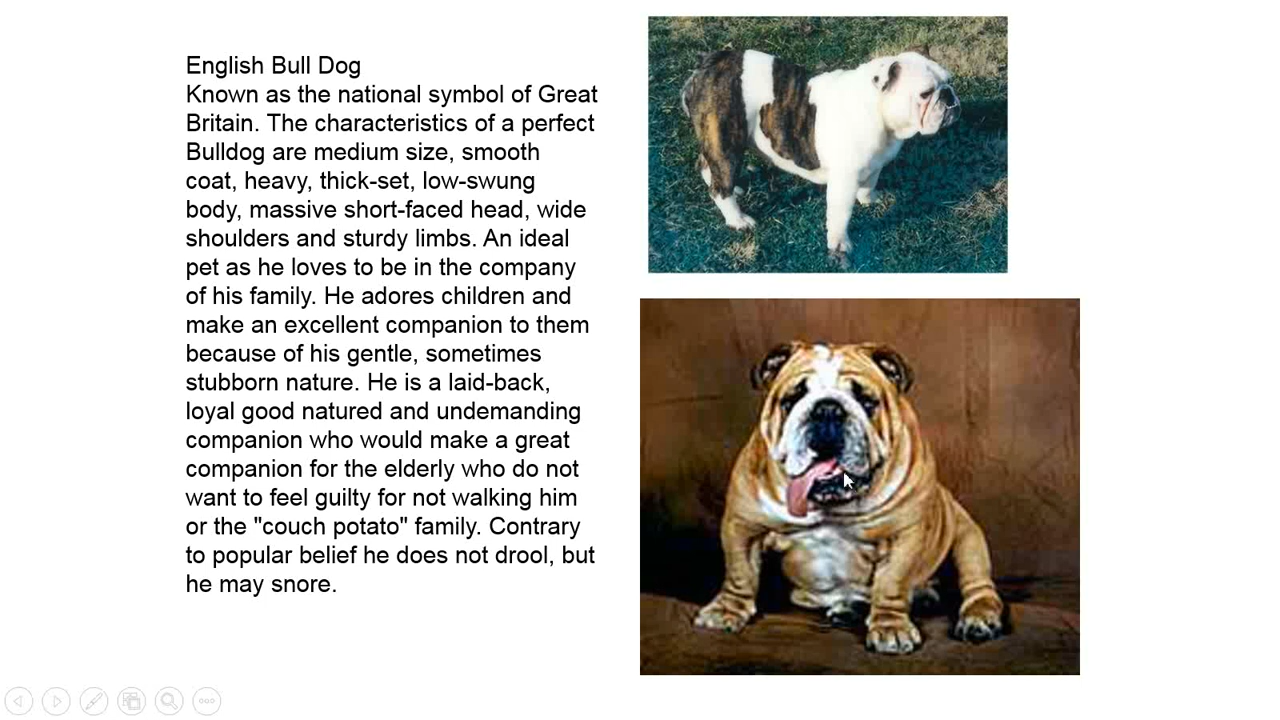 English Bull Dog
Known as the national symbol of Great
Britain. The characteristics of a perfect
Bulldog are medium size, smooth
coat, heavy, thick-set, low-swung
body, massive short-faced head, wide
shoulders and sturdy limbs. An ideal
pet as he loves to be in the company
of his family. He adores children and
make an excellent companion to them
because of his gentle, sometimes
stubborn nature. He is a laid-back,
loyal good natured and undemanding
companion who would make a great
companion for the elderly who do not
want to feel guilty for not walking him
or the "couch potato" family. Contrary
to popular belief he does not drool, but
he may snore.